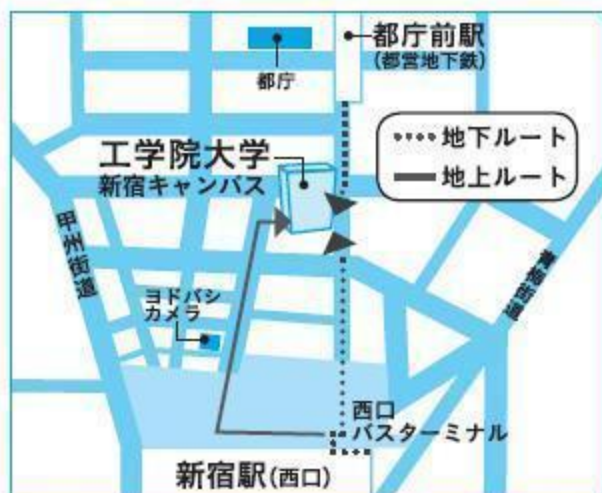 都庁前駅
(都営地下鉄)
都庁
地下ルート
地上ルート
工学院大学
新宿キャンパス
甲州街道
青梅街道
ヨドバシ
カメラ
西口
バスターミナル
新宿駅(西口)